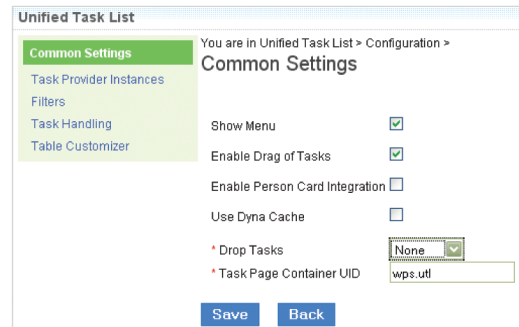 Unified Task List
Common Settings
Task Provider Instances
Filters
Task Handling
Table Customizer
You are in Unified Task List > Configuration >
Common Settings
Show Menu
Enable Drag of Tasks
Enable Person Card Integration
Use Dyna Cache
* Drop Tasks None
* Task Page Container UID wps.utl
Save Back